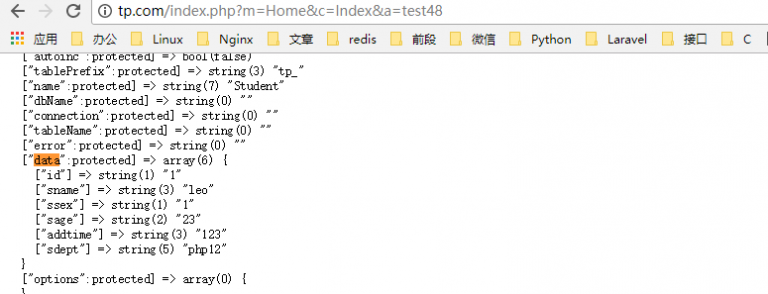 tp.com/index.php?m=Home&c=Index&a=test48
应用 办公 Linux Nginx 文章 redis 前段 微信 Python Laravel 接口 C
["autoinc":protected] => bool(false)
["tablePrefix":protected] => string(3) "tp_"
["name":protected] => string(7) "Student"
["dbName":protected] => string(0) ""
["connection":protected] => string(0) ""
["tableName":protected] => string(0) ""
["error":protected] => string(0) ""
["data":protected] => array(6) {
["id"] => string(1) "1"
["sname"] => string(3) "leo"
["ssex"] => string(1) "1"
["sage"] => string(2) "23"
["addtime"] => string(3) "123"
["sdept"] => string(5) "php12"
}
["options":protected] => array(0) {
}